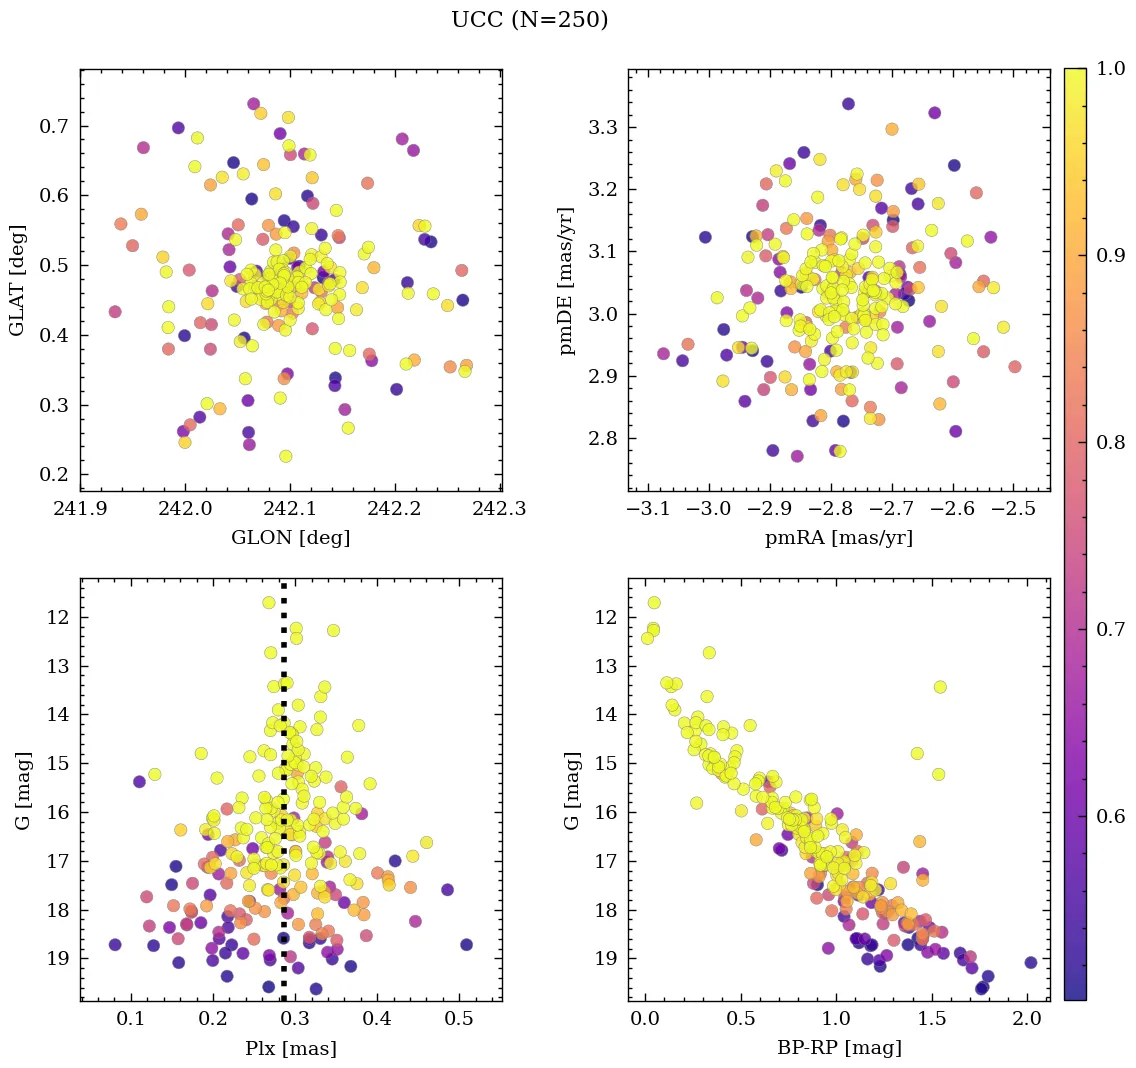 UCC (N=250)
0.7
0.6
0.5
0.4
0.3
0.2
GLAT [deg]
241.9 242.0 242.1 242.2 242.3
GLON [deg]
3.3
3.2
3.1
3.0
2.9
2.8
pmDE [mas/yr]
−3.1 −3.0 −2.9 −2.8 −2.7 −2.6 −2.5
pmRA [mas/yr]
1.0
0.9
0.8
0.7
0.6
12
13
14
15
16
17
18
19
G [mag]
0.1 0.2 0.3 0.4 0.5
Plx [mas]
12
13
14
15
16
17
18
19
G [mag]
0.0 0.5 1.0 1.5 2.0
BP-RP [mag]